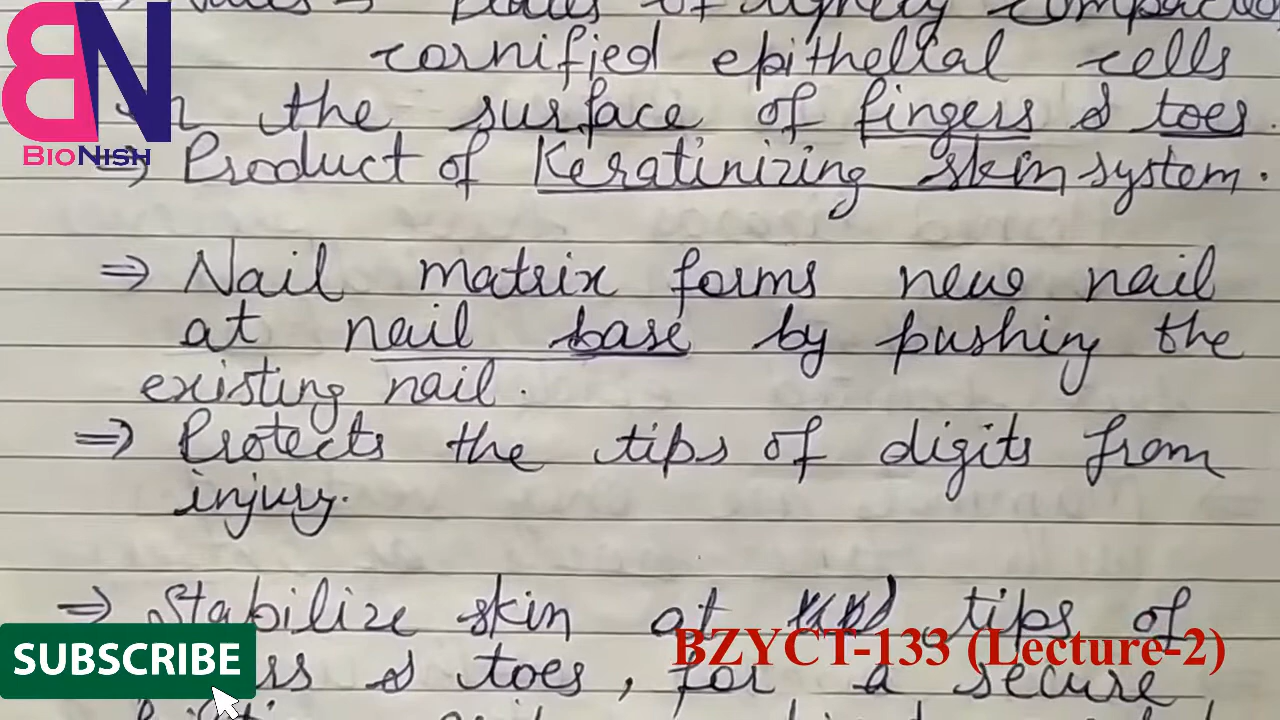 of tightly
cornified epithelial cells
the surface of fingers & toes.
BN
BIONISH
⇒ Product of Keratinizing skin system.
⇒ Nail matrix forms new nail
at nail base by pushing the
existing nail.
⇒ Protects the tips of digits from
injury.
⇒ Stabilize skin at tips of
BZYCT-133 (Lecture-2)
SUBSCRIBE
& toes, for a secure